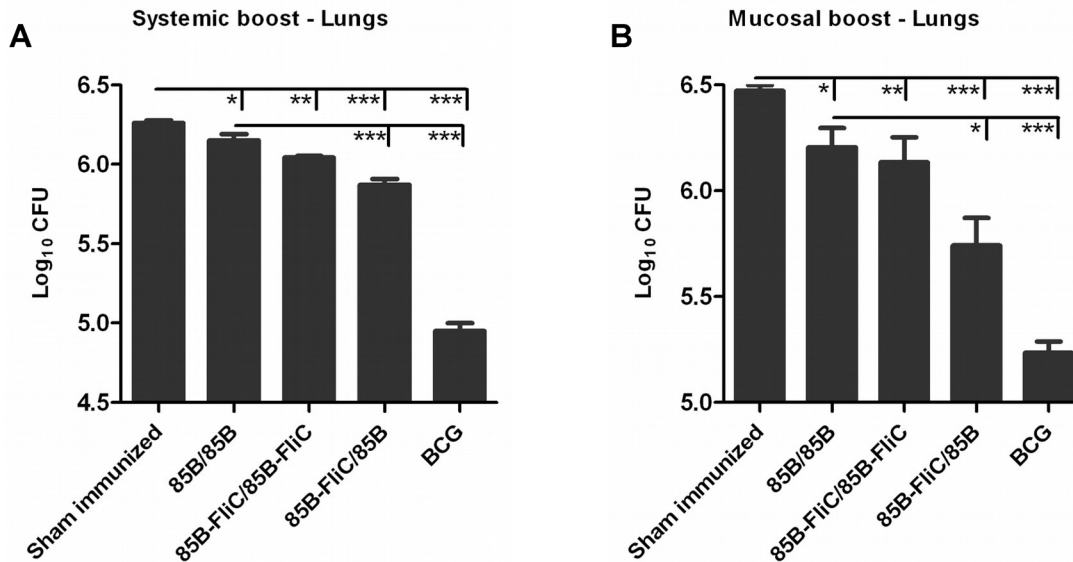 Systemic boost - Lungs
A
Log10 CFU
6.5
6.0
5.5
5.0
4.5
* ** *** ***
*** ***
Sham immunized
85B/85B
85B-FliC/85B-FliC
85B-FliC/85B
BCG
Mucosal boost - Lungs
B
Log10 CFU
6.5
6.0
5.5
5.0
* ** *** ***
* ***
Sham immunized
85B/85B
85B-FliC/85B-FliC
85B-FliC/85B
BCG